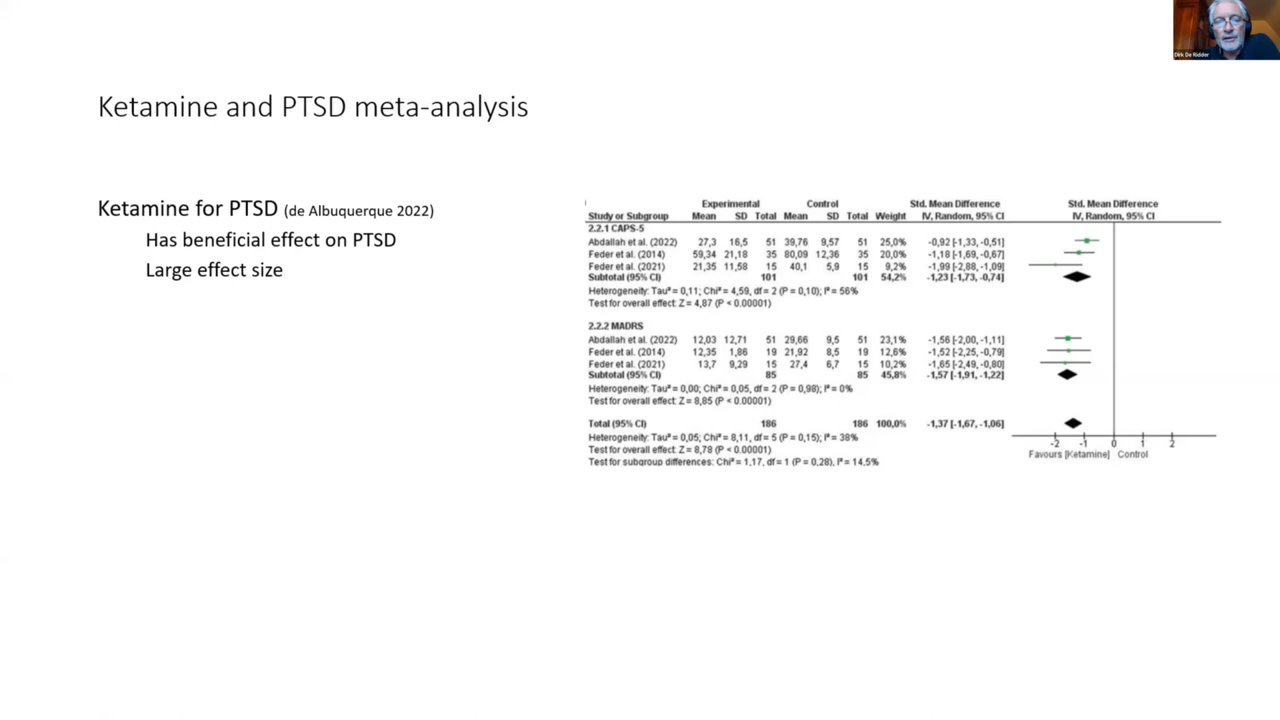 Dirk De Ridder
Ketamine and PTSD meta-analysis
Ketamine for PTSD (de Albuquerque 2022)
Has beneficial effect on PTSD
Large effect size
Experimental Control Std. Mean Difference Std. Mean Difference
Study or Subgroup Mean SD Total Mean SD Total Weight IV, Random, 95% CI IV, Random, 95% CI
2.2.1 CAPS-5
Abdallah et al. (2022) 27,3 16,5 51 39,76 9,57 51 25,0% -0,92 [-1,33, -0,51]
Feder et al. (2014) 59,34 21,18 35 80,09 12,36 35 20,0% -1,18 [-1,69, -0,67]
Feder et al. (2021) 21,35 11,58 15 40,1 5,9 15 9,2% -1,99 [-2,88, -1,09]
Subtotal (95% CI) 101 101 54,2% -1,23 [-1,73, -0,74]
Heterogeneity: Tau² = 0,11; Chi² = 4,59, df = 2 (P = 0,10); I² = 56%
Test for overall effect: Z = 4,87 (P < 0.00001)
2.2.2 MADRS
Abdallah et al. (2022) 12,03 12,71 51 29,66 9,5 51 23,1% -1,56 [-2,00, -1,11]
Feder et al. (2014) 12,35 1,86 19 21,92 8,5 19 12,6% -1,52 [-2,25, -0,79]
Feder et al. (2021) 13,7 9,29 15 27,4 6,7 15 10,2% -1,65 [-2,49, -0,80]
Subtotal (95% CI) 85 85 45,8% -1,57 [-1,91, -1,22]
Heterogeneity: Tau² = 0,00; Chi² = 0,05, df = 2 (P = 0,98); I² = 0%
Test for overall effect: Z = 8,85 (P < 0.00001)
Total (95% CI) 186 186 100,0% -1,37 [-1,67, -1,06]
Heterogeneity: Tau² = 0,05; Chi² = 8,11, df = 5 (P = 0,15); I² = 38%
Test for overall effect: Z = 8,78 (P < 0.00001)
Test for subgroup differences: Chi² = 1,17, df = 1 (P = 0,28), I² = 14,5%
-2 -1 0 1 2
Favours [Ketamine] Control